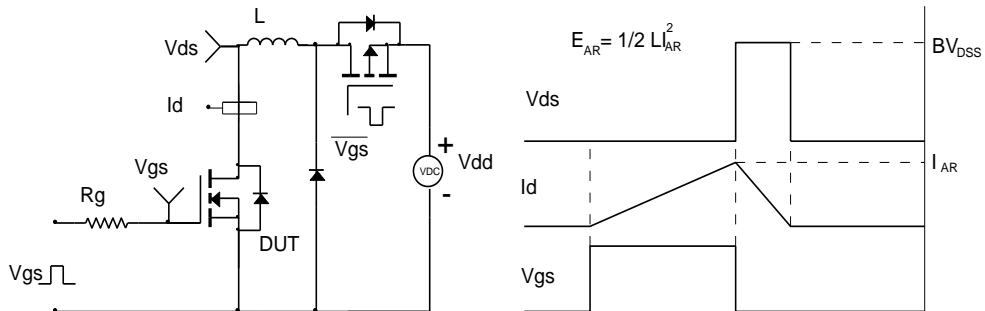 L
Vds
Id
Vgs
Rg
DUT
Vgs
Vgs
+
VDC
Vdd
-
E_AR = 1/2 LI_AR^2
BV_DSS
Vds
I_AR
Id
Vgs